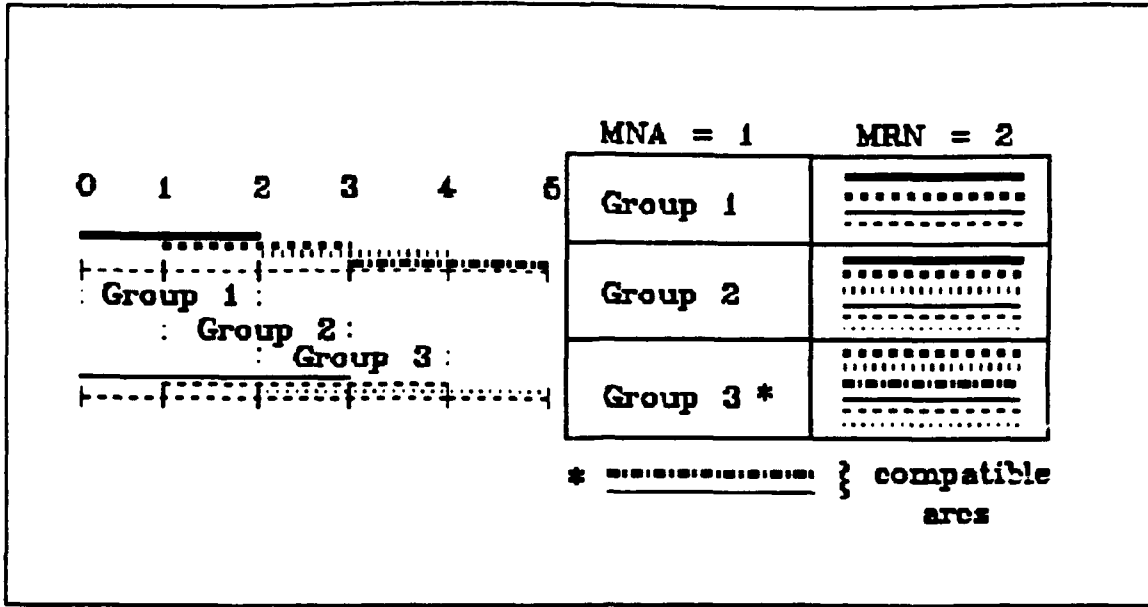 MNA = 1 MRN = 2
0 1 2 3 4 5
Group 1
Group 2
Group 3
Group 1
Group 2
Group 3 *
* } compatible
arcs